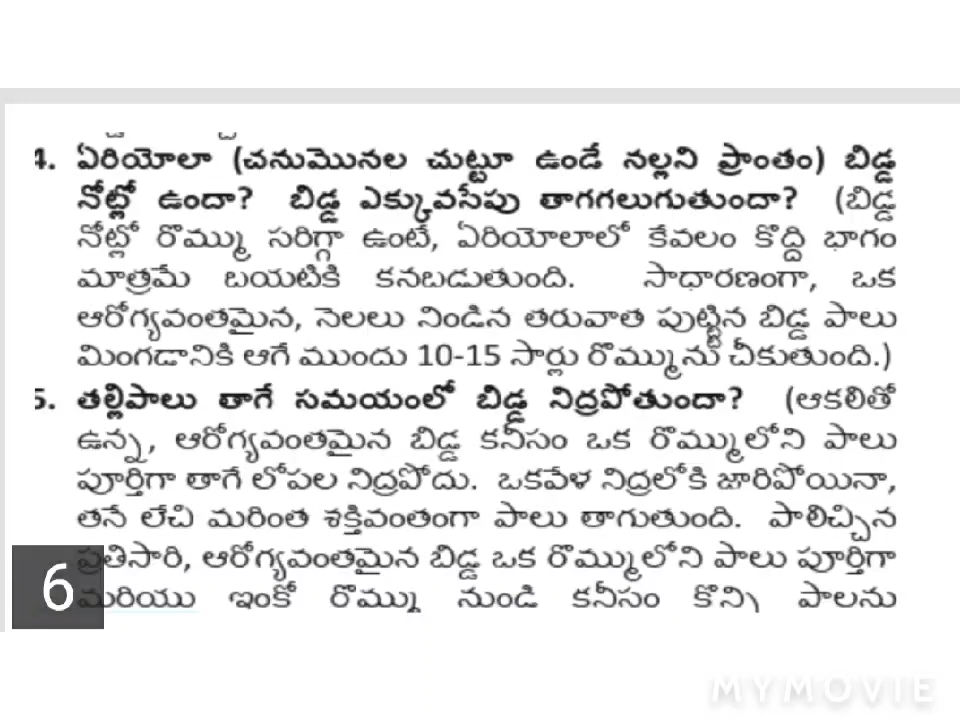 4. ఏరియోలా (చనుమొనల చుట్టూ ఉండే నల్లని ప్రాంతం) బిడ్డ
నోట్లో ఉందా? బిడ్డ ఎక్కువసేపు తాగగలుగుతుందా? (బిడ్డ
నోట్లో రొమ్ము సరిగ్గా ఉంటే, ఏరియోలాలో కేవలం కొద్ది భాగం
మాత్రమే బయటికి కనబడుతుంది. సాధారణంగా, ఒక
ఆరోగ్యవంతమైన, నెలలు నిండిన తరువాత పుట్టిన బిడ్డ పాలు
మింగడానికి ఆగే ముందు 10-15 సార్లు రొమ్మును చీకుతుంది.)
5. తల్లిపాలు తాగే సమయంలో బిడ్డ నిద్రపోతుందా? (ఆకలితో
ఉన్న, ఆరోగ్యవంతమైన బిడ్డ కనీసం ఒక రొమ్ములోని పాలు
పూర్తిగా తాగే లోపల నిద్రపోదు. ఒకవేళ నిద్రలోకి జారిపోయినా,
తనే లేచి మరింత శక్తివంతంగా పాలు తాగుతుంది. పాలిచ్చిన
ప్రతిసారి, ఆరోగ్యవంతమైన బిడ్డ ఒక రొమ్ములోని పాలు పూర్తిగా
6 మరియు ఇంకో రొమ్ము నుండి కనీసం కొన్ని పాలను
MYMOVIE